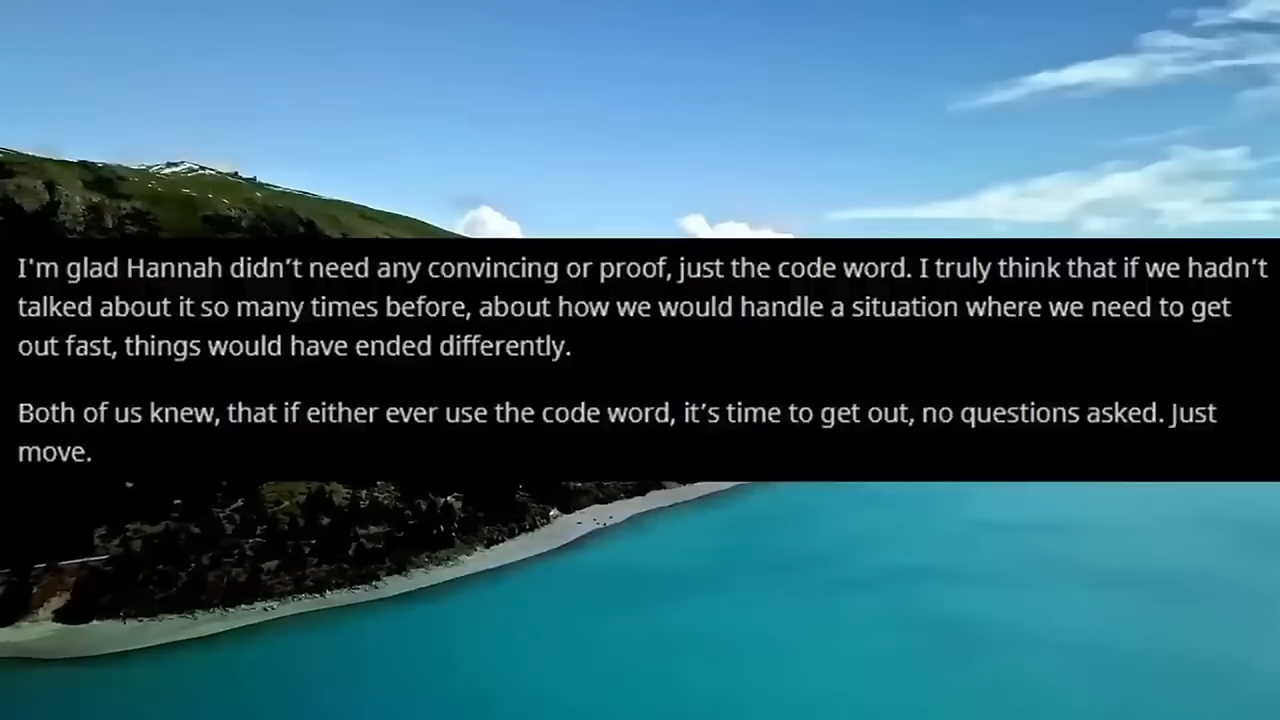 I'm glad Hannah didn’t need any convincing or proof, just the code word. I truly think that if we hadn’t
talked about it so many times before, about how we would handle a situation where we need to get
out fast, things would have ended differently.
Both of us knew, that if either ever use the code word, it’s time to get out, no questions asked. Just
move.